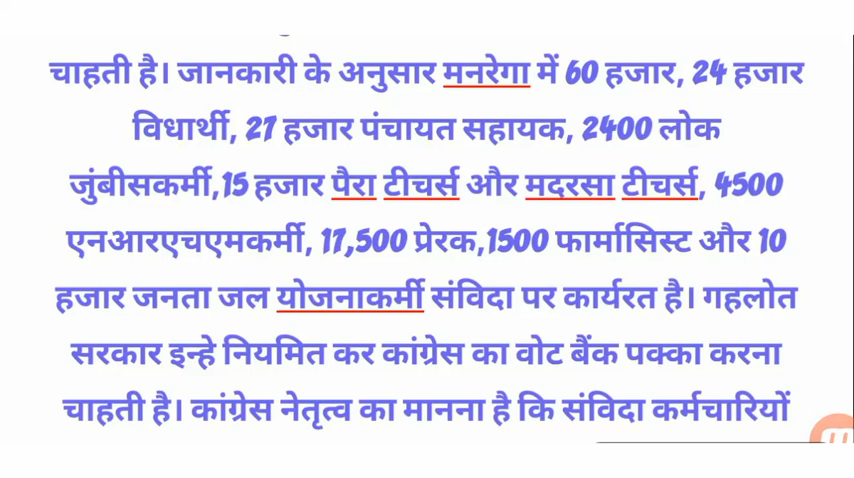 चाहती है। जानकारी के अनुसार मनरेगा में 60 हजार, 24 हजार
विधार्थी, 27 हजार पंचायत सहायक, 2400 लोक
जुंबीसकर्मी,15 हजार पैरा टीचर्स और मदरसा टीचर्स, 4500
एनआरएचएमकर्मी, 17,500 प्रेरक,1500 फार्मासिस्ट और 10
हजार जनता जल योजनाकर्मी संविदा पर कार्यरत है। गहलोत
सरकार इन्हे नियमित कर कांग्रेस का वोट बैंक पक्का करना
चाहती है। कांग्रेस नेतृत्व का मानना है कि संविदा कर्मचारियों